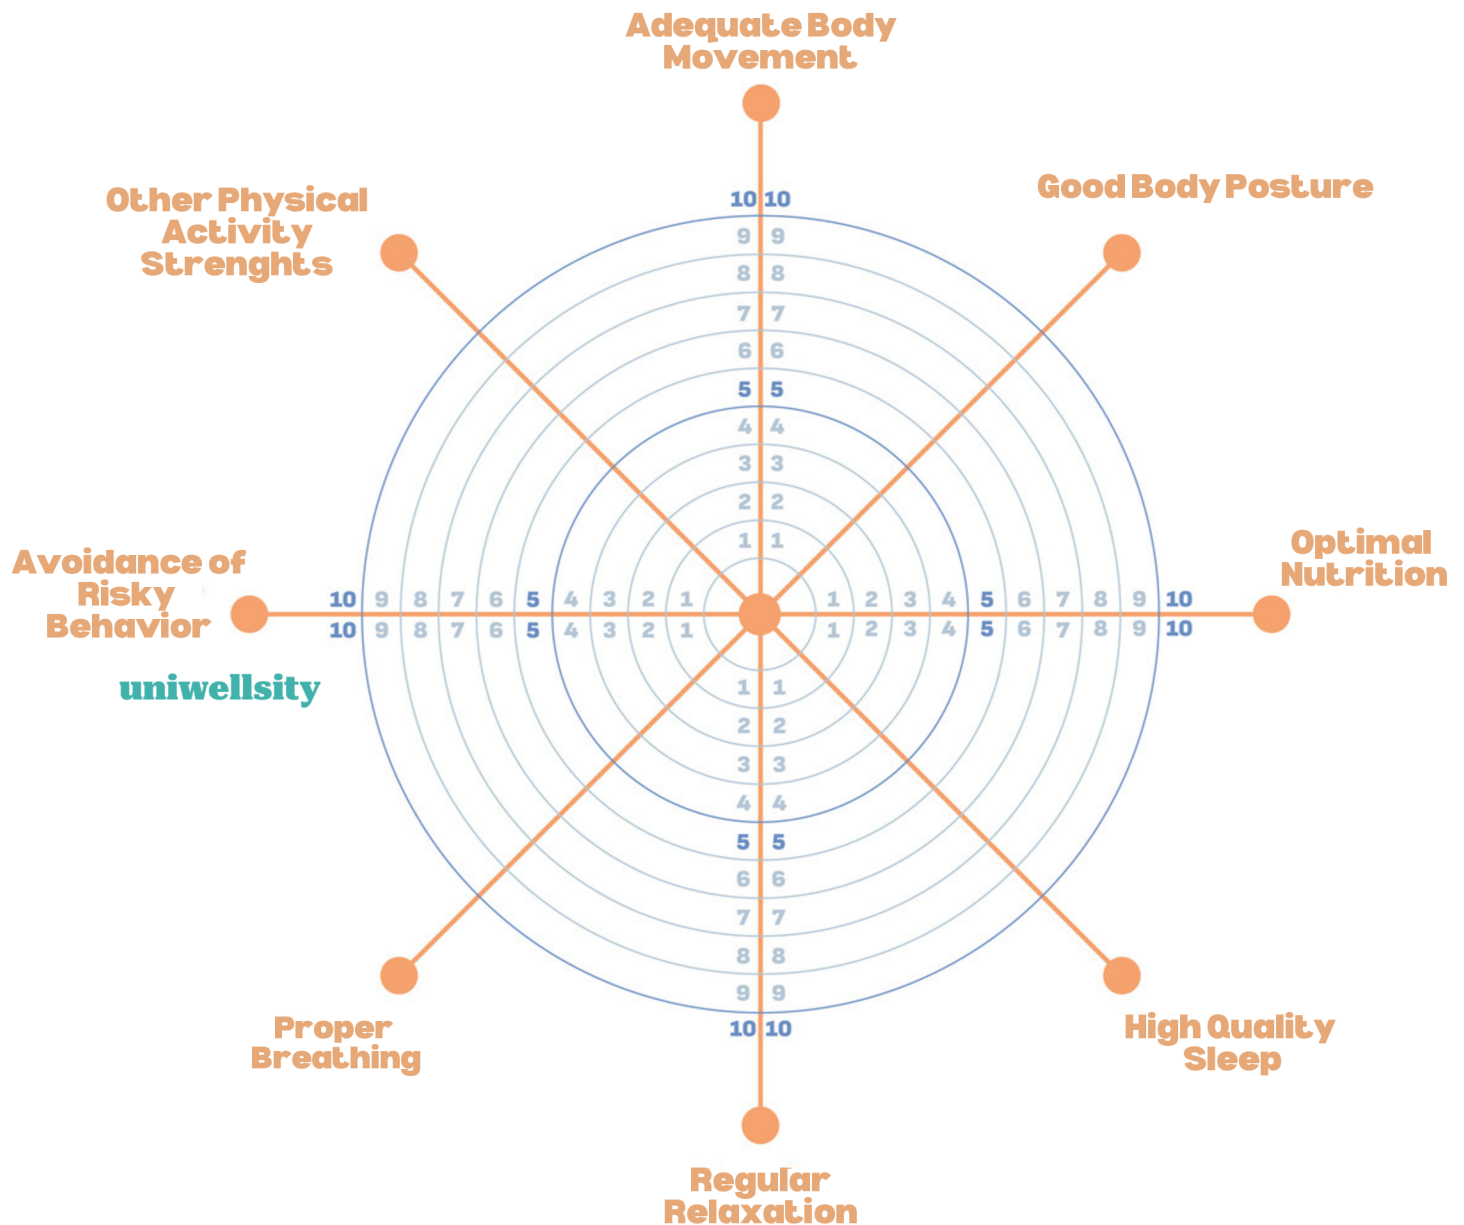 Adequate Body
Movement
Good Body Posture
Other Physical
Activity
Strenghts
10 10
9 9
8 8
7 7
6 6
5 5
4 4
3 3
2 2
1 1
Optimal
Nutrition
Avoidance of
Risky
Behavior
10 9 8 7 6 5 4 3 2 1 1 2 3 4 5 6 7 8 9 10
10 9 8 7 6 5 4 3 2 1 1 2 3 4 5 6 7 8 9 10
uniwellsity
1 1
2 2
3 3
4 4
5 5
6 6
7 7
8 8
9 9
10 10
Proper
Breathing
High Quality
Sleep
Regular
Relaxation